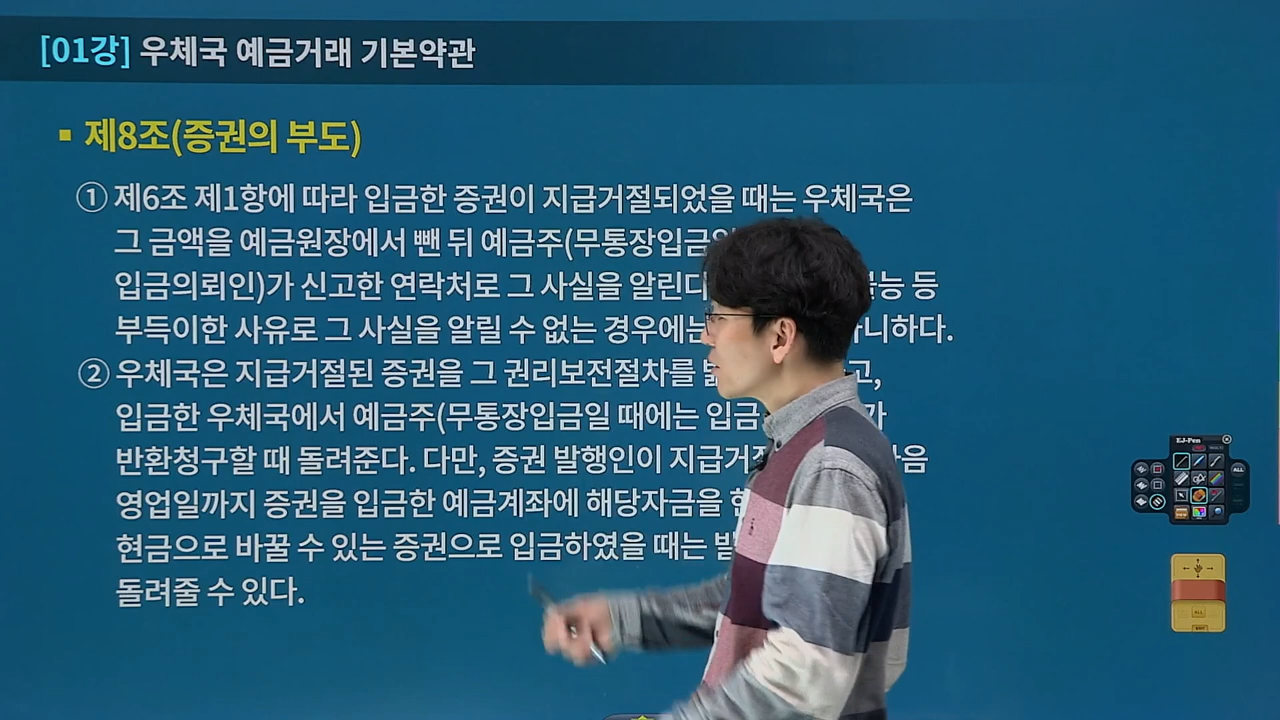 [01강] 우체국 예금거래 기본약관
▪ 제8조(증권의 부도)
① 제6조 제1항에 따라 입금한 증권이 지급거절되었을 때는 우체국은
그 금액을 예금원장에서 뺀 뒤 예금주(무통장입금일
입금의뢰인)가 신고한 연락처로 그 사실을 알린다 등
부득이한 사유로 그 사실을 알릴 수 없는 경우에는 아니하다.
② 우체국은 지급거절된 증권을 그 권리보전절차를
입금한 우체국에서 예금주(무통장입금일 때에는
반환청구할 때 돌려준다. 다만, 증권 발행인이
영업일까지 증권을 입금한 예금계좌에 해당자금을
현금으로 바꿀 수 있는 증권으로 입금하였을 때는
돌려줄 수 있다.
EJ-Pen
ALL
ALL